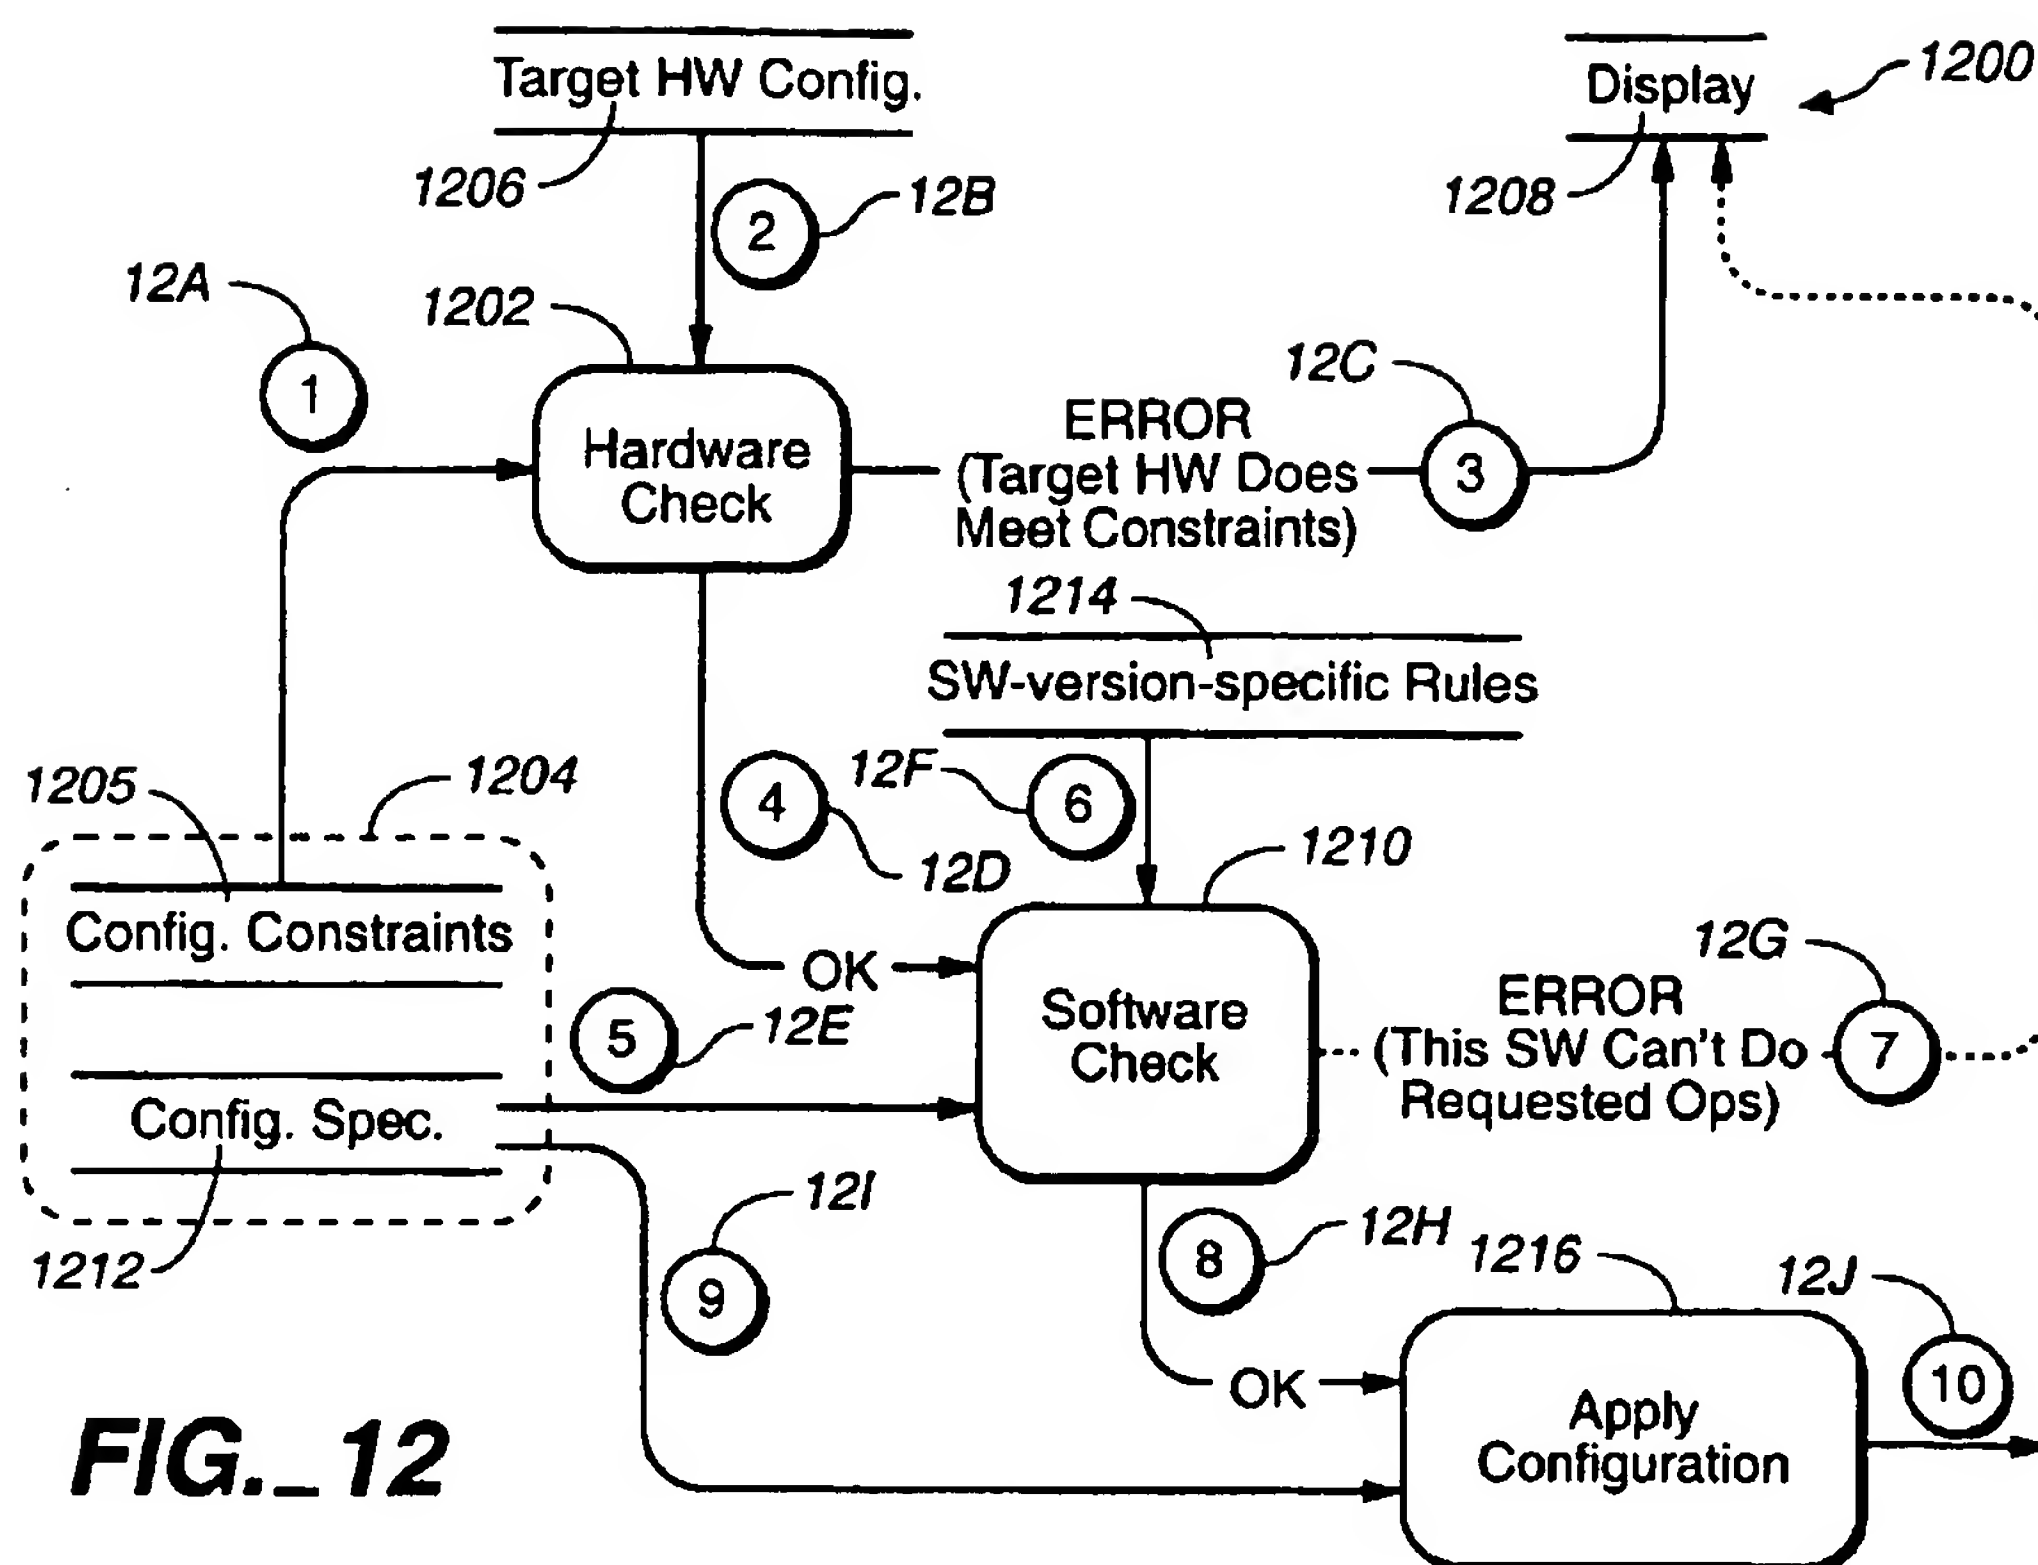 Target HW Config.
Display
1200
1206
2
12B
1208
12A
1202
1
12C
Hardware
Check
ERROR
(Target HW Does
Meet Constraints)
3
1214
SW-version-specific Rules
1205
1204
4
12F
6
12D
1210
Config. Constraints
OK
12G
5
12E
Software
Check
ERROR
(This SW Can't Do
Requested Ops)
7
Config. Spec.
12I
1212
9
8
12H
1216
12J
10
OK
Apply
Configuration
FIG._12